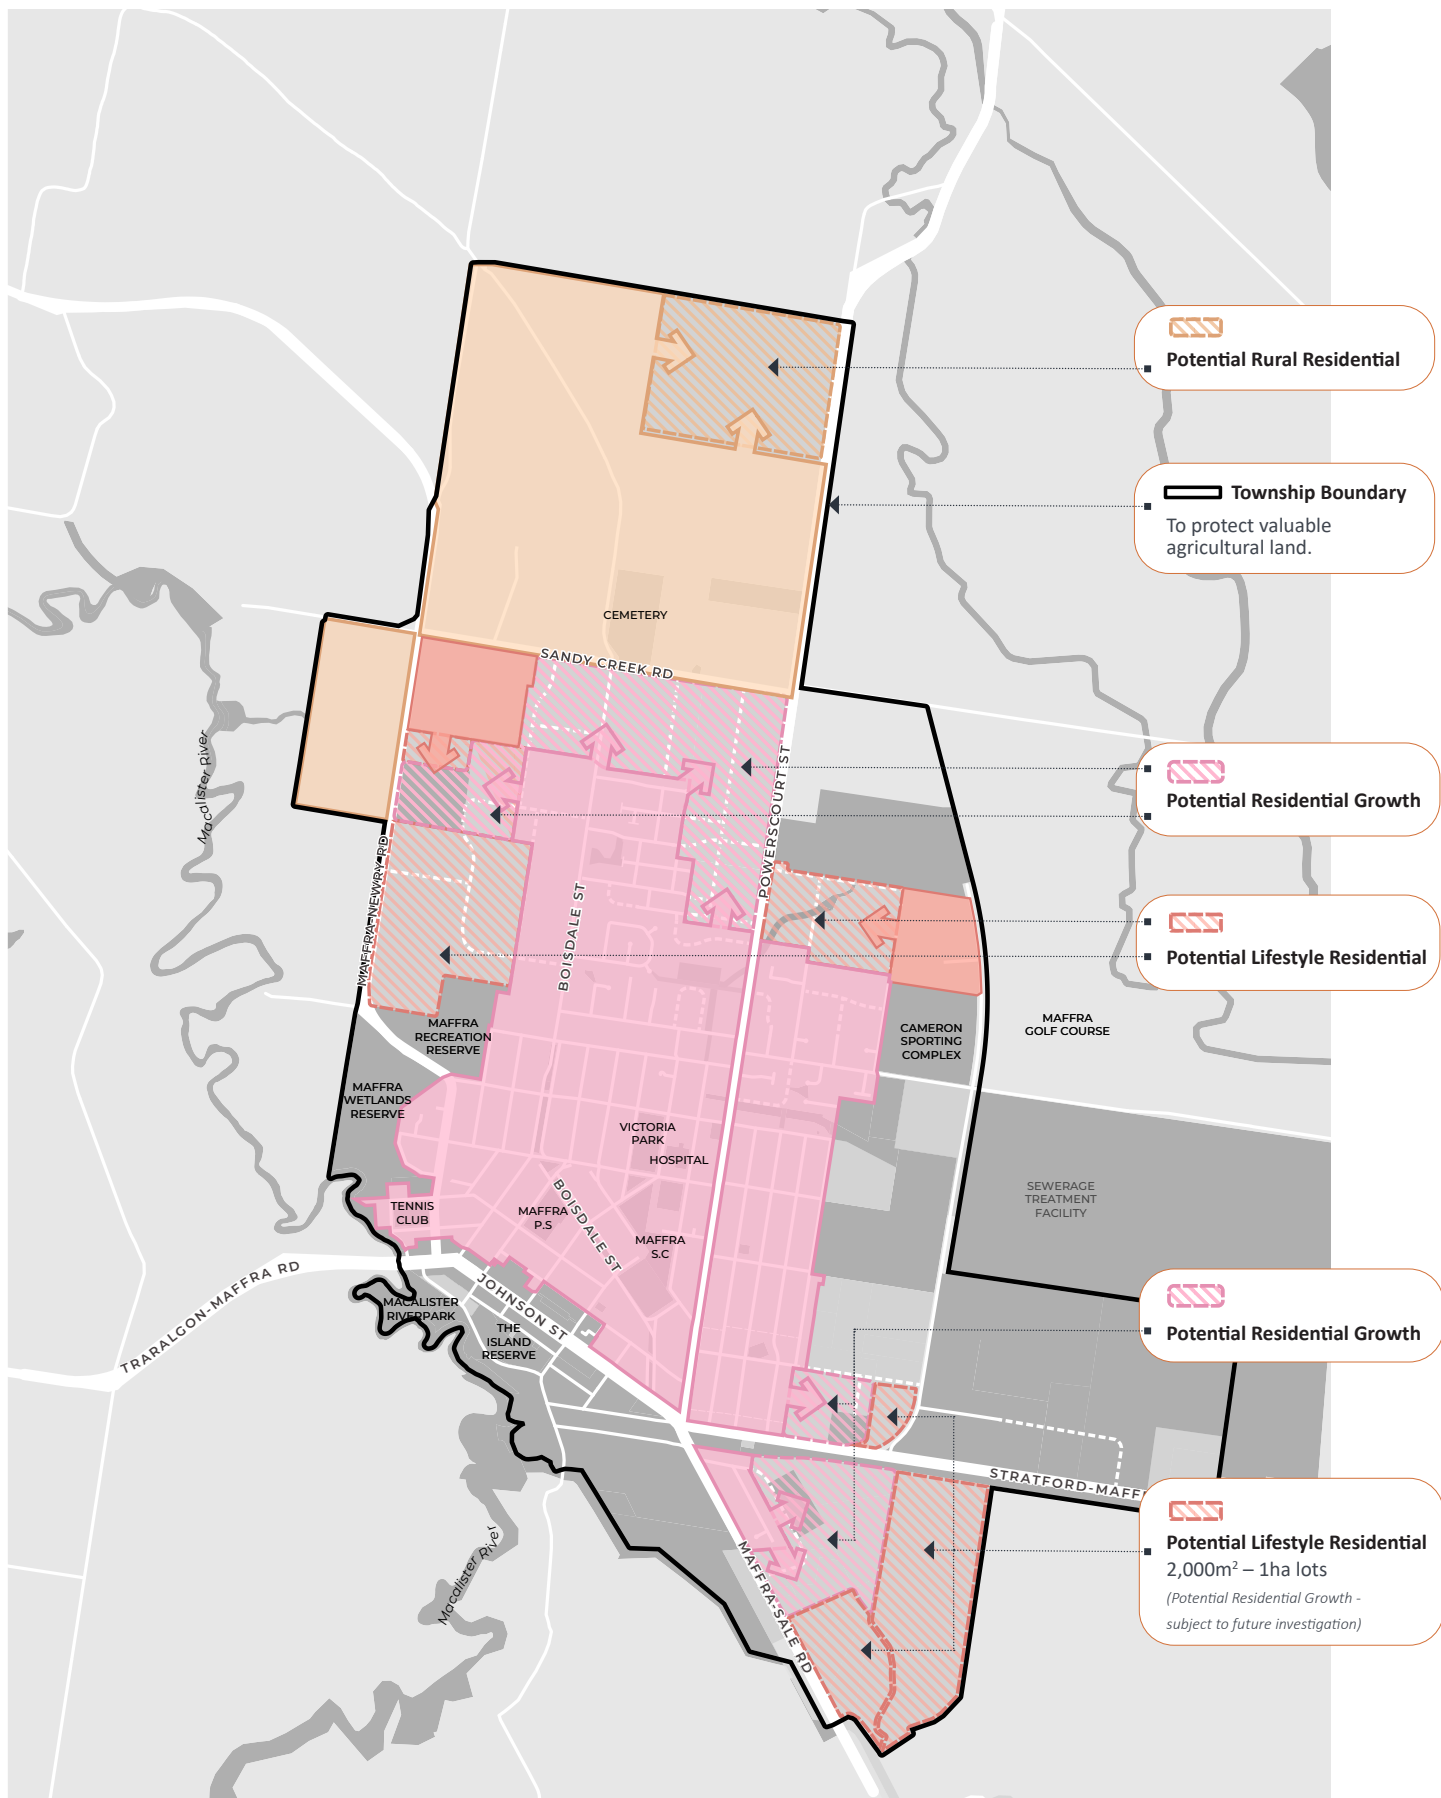 Potential Rural Residential
Township Boundary
To protect valuable
agricultural land.
CEMETERY
SANDY CREEK RD
Macalister River
POWERSCOURT ST
Potential Residential Growth
MAFFRA-NEWRY RD
BOISDALE ST
Potential Lifestyle Residential
MAFFRA
RECREATION
RESERVE
CAMERON
SPORTING
COMPLEX
MAFFRA
GOLF COURSE
MAFFRA
WETLANDS
RESERVE
VICTORIA
PARK
HOSPITAL
SEWERAGE
TREATMENT
FACILITY
TENNIS
CLUB
MAFFRA
P.S
BOISDALE ST
MAFFRA
S.C
TRARALGON-MAFFRA RD
MACALISTER
RIVERPARK
JOHNSON ST
THE
ISLAND
RESERVE
Potential Residential Growth
STRATFORD-MAFF
MAFFRA-SALE RD
Macalister River
Potential Lifestyle Residential
2,000m² – 1ha lots
(Potential Residential Growth -
subject to future investigation)